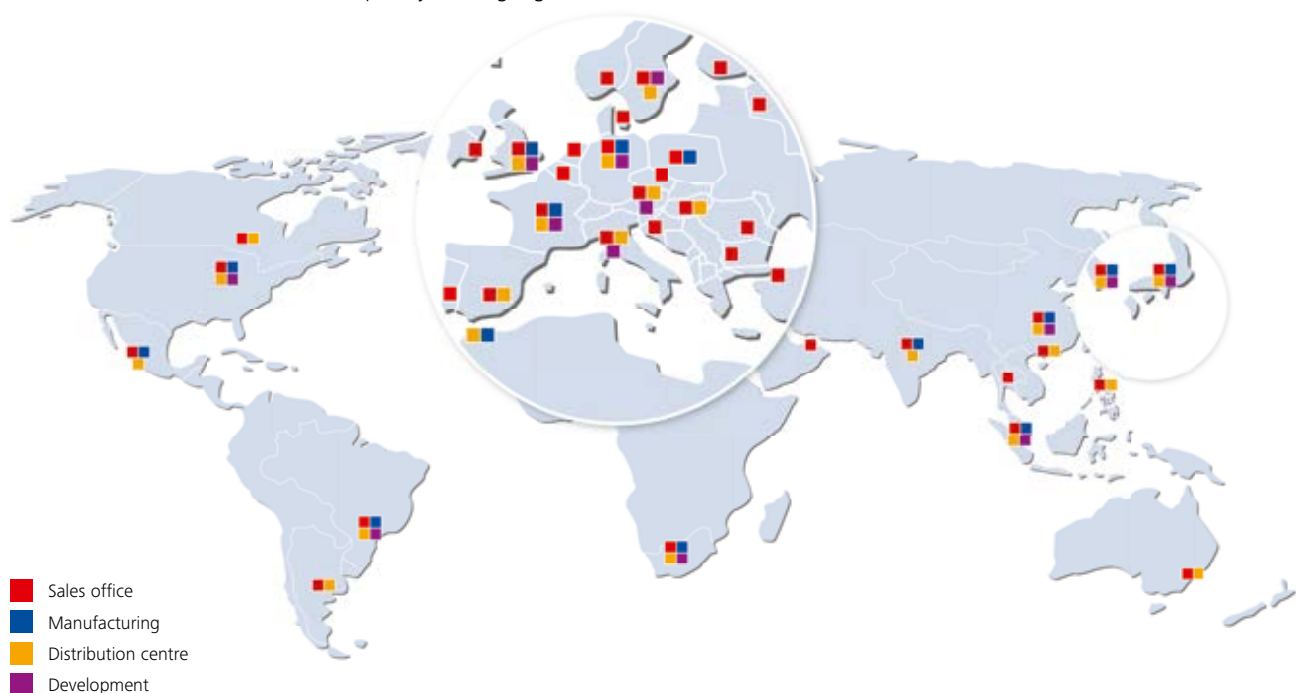 Sales office
Manufacturing
Distribution centre
Development